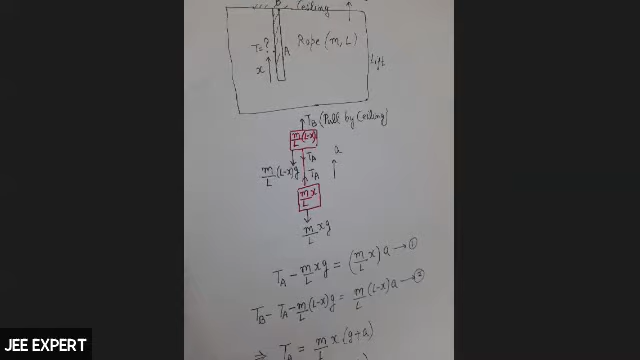 B Ceiling
T=? A Rope (m, L)
x
Lift
T_B (Pull by Ceiling)
m/L (L-x)
T_A
m/L (L-x)g T_A a
m/L x
m/L xg
T_A - m/L xg = (m/L x) a → ①
T_B - T_A - m/L (L-x)g = m/L (L-x) a → ②
⇒ T_A = m/L x (g+a)
JEE EXPERT